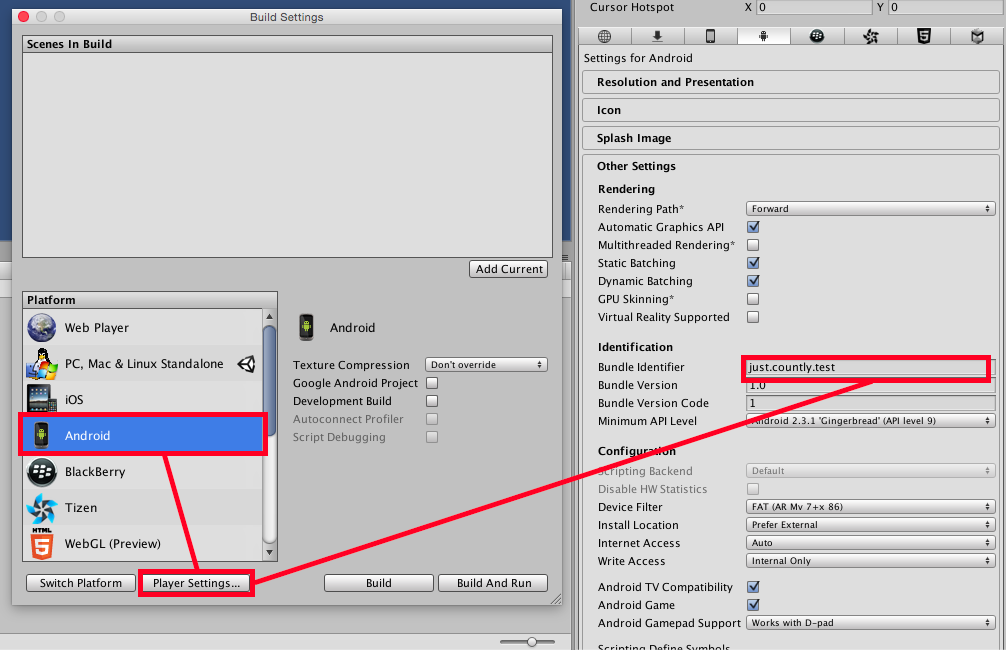 Build Settings
Scenes In Build
Add Current
Platform
Web Player
PC, Mac & Linux Standalone
iOS
Android
BlackBerry
Tizen
HTML
5
WebGL (Preview)
Android
Texture Compression Don't override
Google Android Project
Development Build
Autoconnect Profiler
Script Debugging
Switch Platform
Player Settings...
Build
Build And Run
Cursor Hotspot X 0 Y 0
5
Settings for Android
Resolution and Presentation
Icon
Splash Image
Other Settings
Rendering
Rendering Path* Forward
Automatic Graphics API
Multithreaded Rendering*
Static Batching
Dynamic Batching
GPU Skinning*
Virtual Reality Supported
Identification
Bundle Identifier just.countly.test
Bundle Version 1.0
Bundle Version Code 1
Minimum API Level Android 2.3.1 'Gingerbread' (API level 9)
Configuration
Scripting Backend Default
Disable HW Statistics
Device Filter FAT (AR Mv 7+x 86)
Install Location Prefer External
Internet Access Auto
Write Access Internal Only
Android TV Compatibility
Android Game
Android Gamepad Support Works with D-pad
Scripting Define Symbols